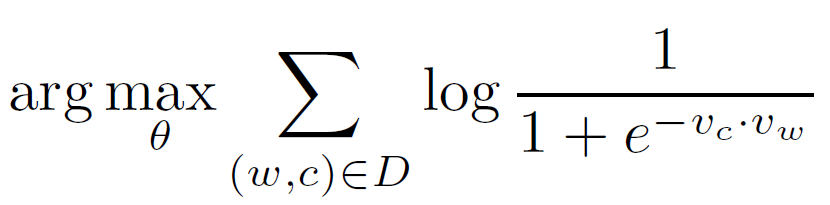 arg max_θ ∑_{(w,c)∈D} log 1/(1 + e^{−v_c·v_w})